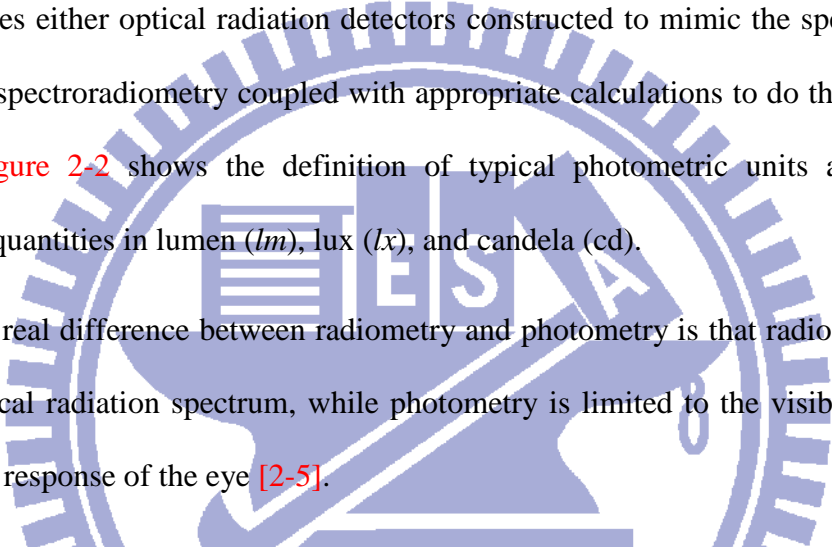 es either optical radiation detectors constructed to mimic the spe
spectroradiometry coupled with appropriate calculations to do th
gure 2-2 shows the definition of typical photometric units a
quantities in lumen (lm), lux (lx), and candela (cd).
E S A
real difference between radiometry and photometry is that radio
cal radiation spectrum, while photometry is limited to the visib
response of the eye [2-5].